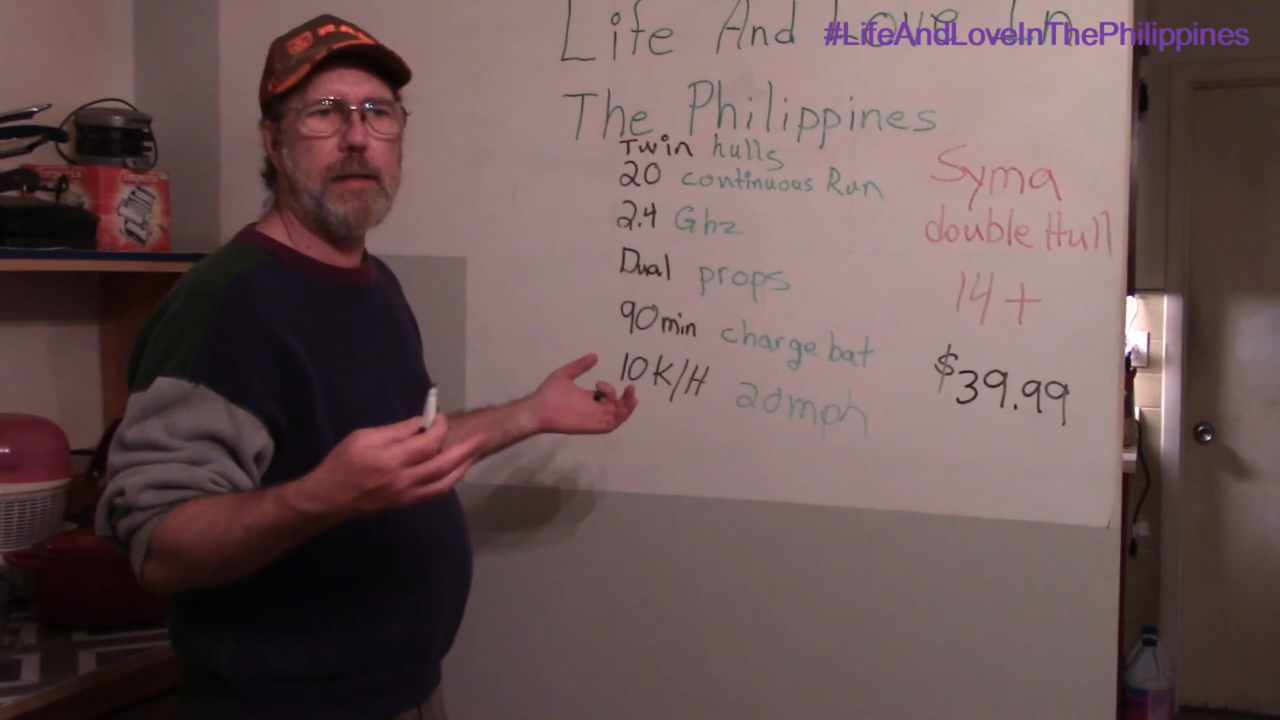 #LifeAndLoveInThePhilippines
Life And Love In
The Philippines
Twin hulls
20 continuous Run
2.4 Ghz
Dual props
90min charge bat
10K/H 20mph
Syma
double Hull
14+
$39.99
RAM